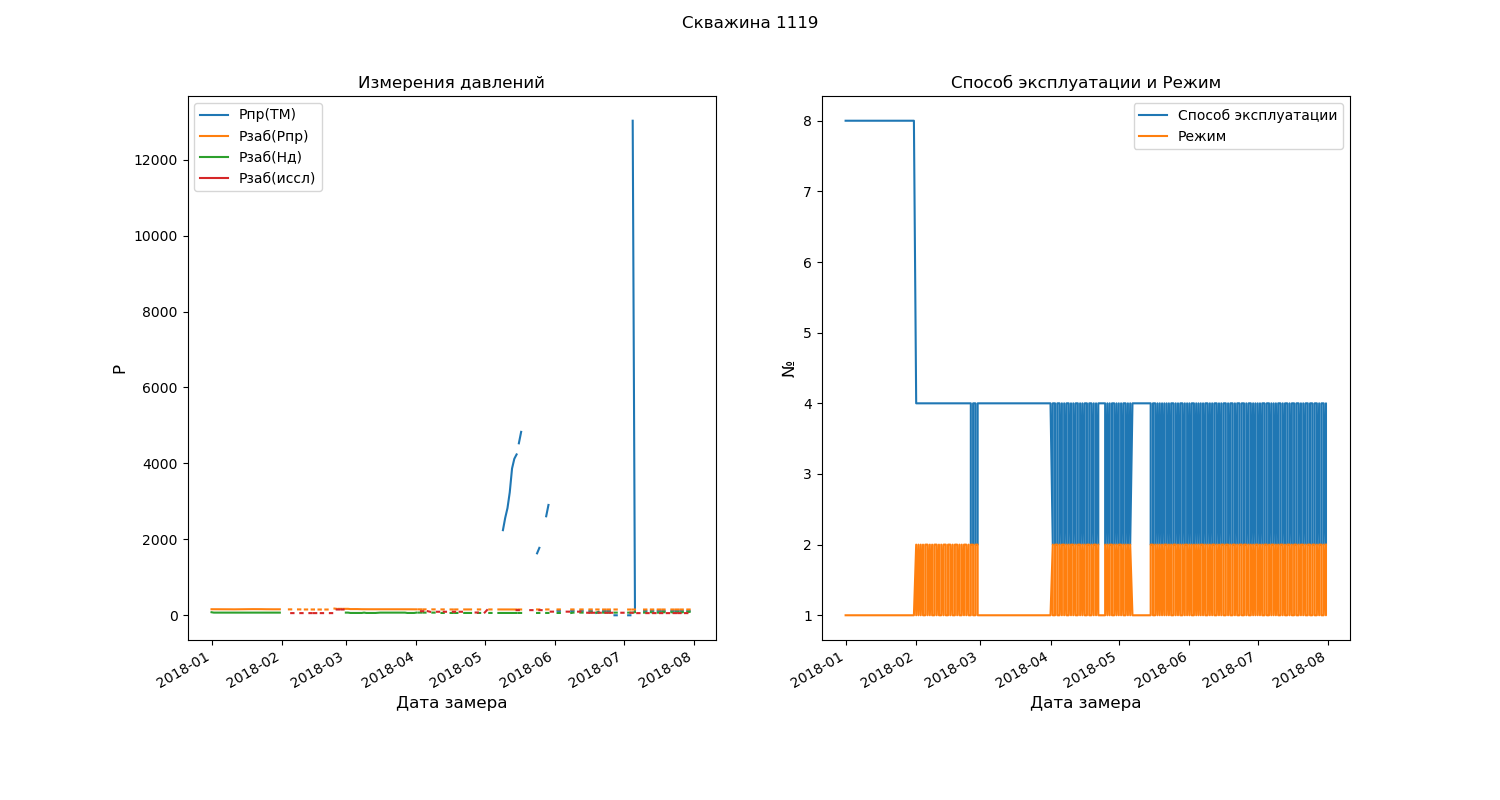 Скважина 1119
Измерения давлений
Рпр(ТМ)
Рзаб(Рпр)
Рзаб(Нд)
Рзаб(иссл)
12000
10000
8000
6000
4000
2000
0
Р
2018-01
2018-02
2018-03
2018-04
2018-05
2018-06
2018-07
2018-08
Дата замера
Способ эксплуатации и Режим
Способ эксплуатации
Режим
8
7
6
5
4
3
2
1
№
2018-01
2018-02
2018-03
2018-04
2018-05
2018-06
2018-07
2018-08
Дата замера